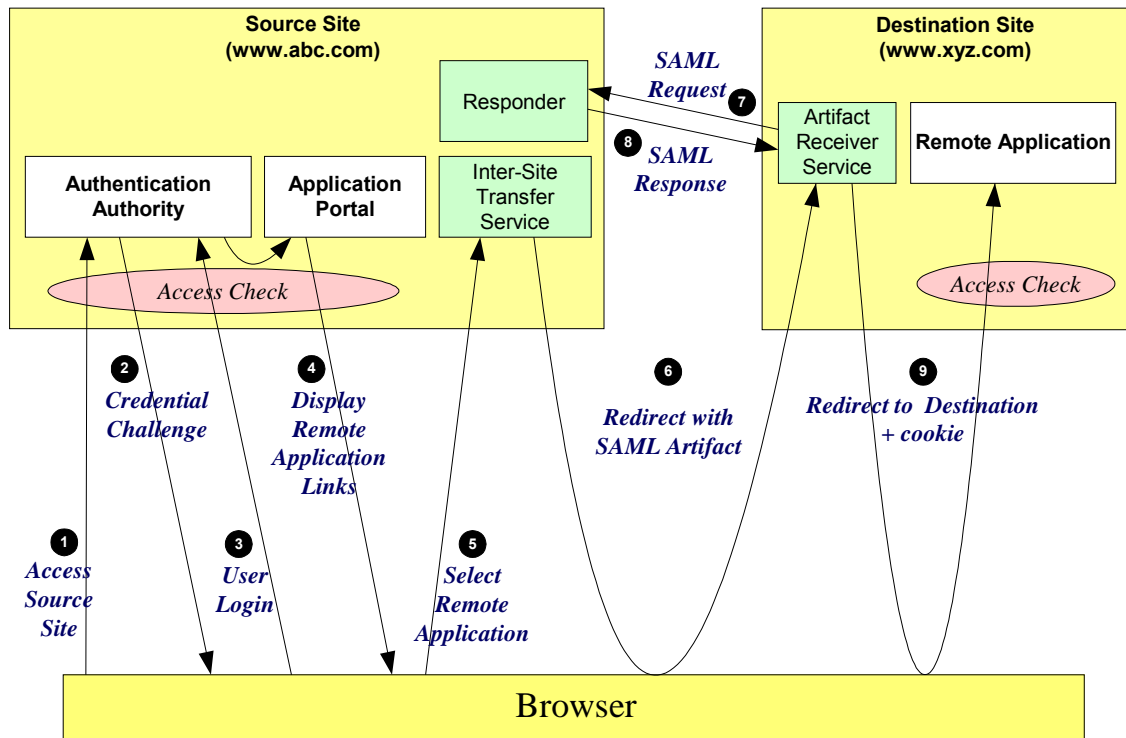 Source Site
(www.abc.com)
Destination Site
(www.xyz.com)
Responder
SAML
Request
7
8
SAML
Response
Artifact
Receiver
Service
Remote Application
Authentication
Authority
Application
Portal
Inter-Site
Transfer
Service
Access Check
Access Check
2
Credential
Challenge
4
Display
Remote
Application
Links
6
Redirect with
SAML Artifact
9
Redirect to Destination
+ cookie
1
Access
Source
Site
3
User
Login
5
Select
Remote
Application
Browser